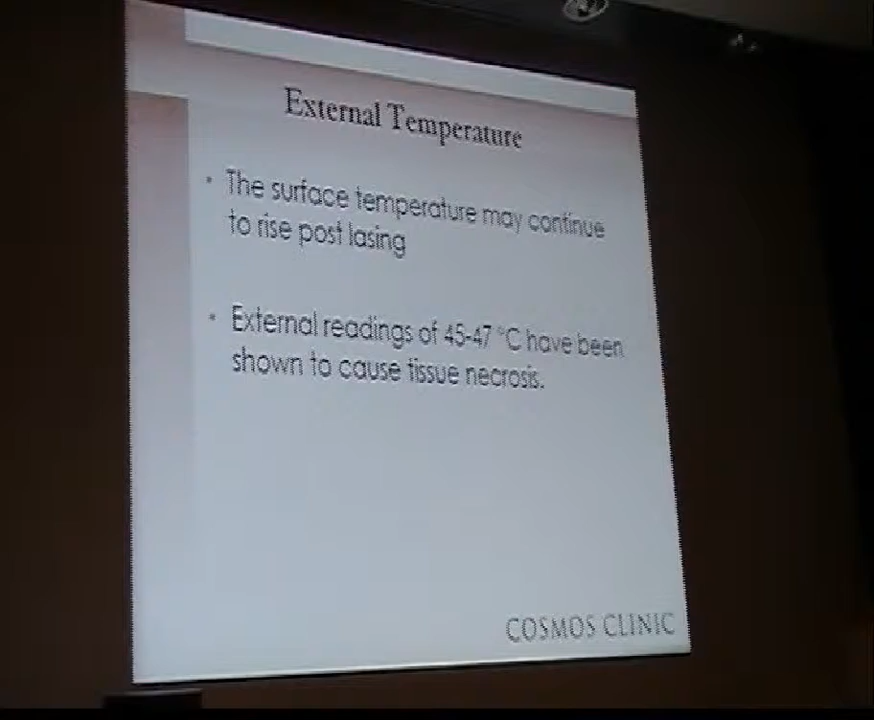 External Temperature
• The surface temperature may continue
to rise post lasing
• External readings of 45-47 °C have been
shown to cause tissue necrosis.
COSMOS CLINIC